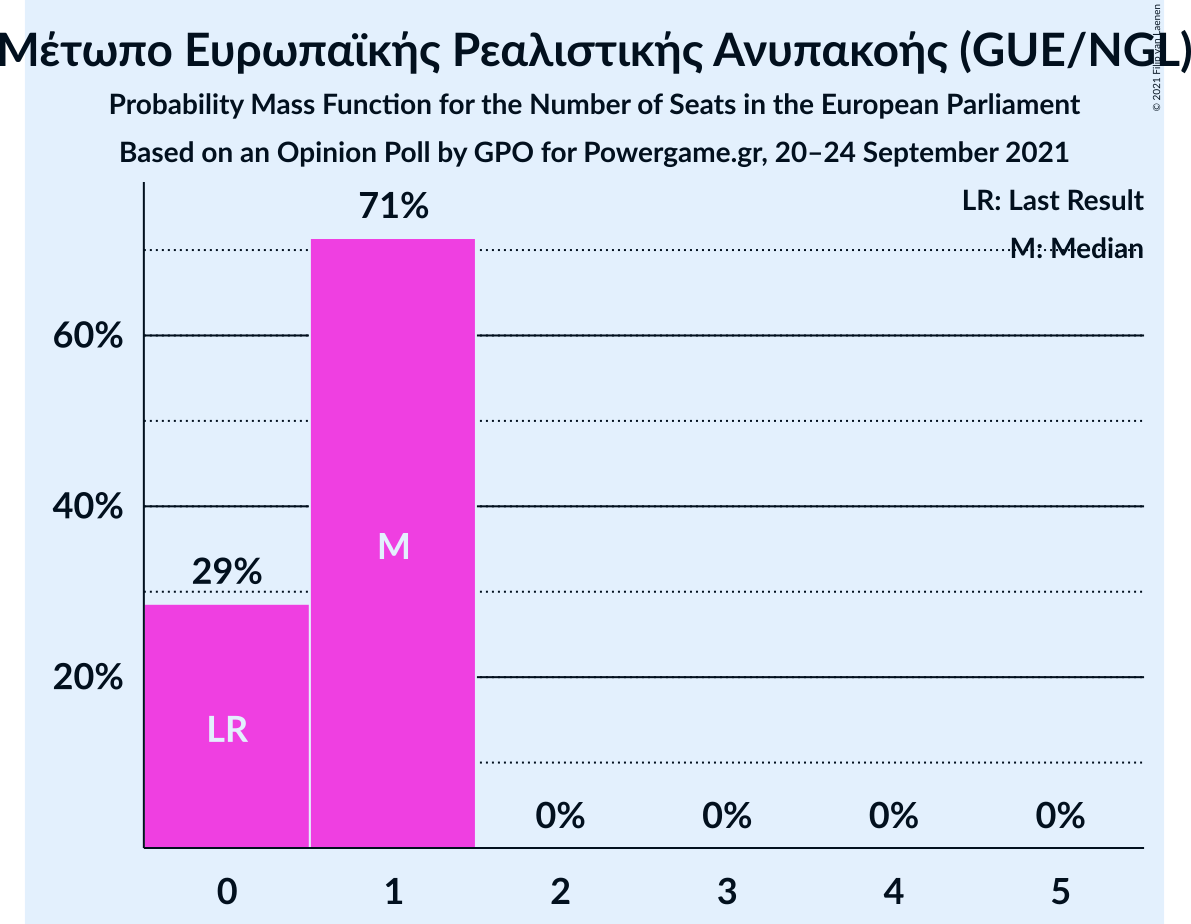 Μέτωπο Ευρωπαϊκής Ρεαλιστικής Ανυπακοής (GUE/NGL)
© 2021 Filip van Laenen
Probability Mass Function for the Number of Seats in the European Parliament
Based on an Opinion Poll by GPO for Powergame.gr, 20–24 September 2021
LR: Last Result
M: Median
71%
60%
40%
M
29%
20%
LR
0% 0% 0% 0%
0 1 2 3 4 5